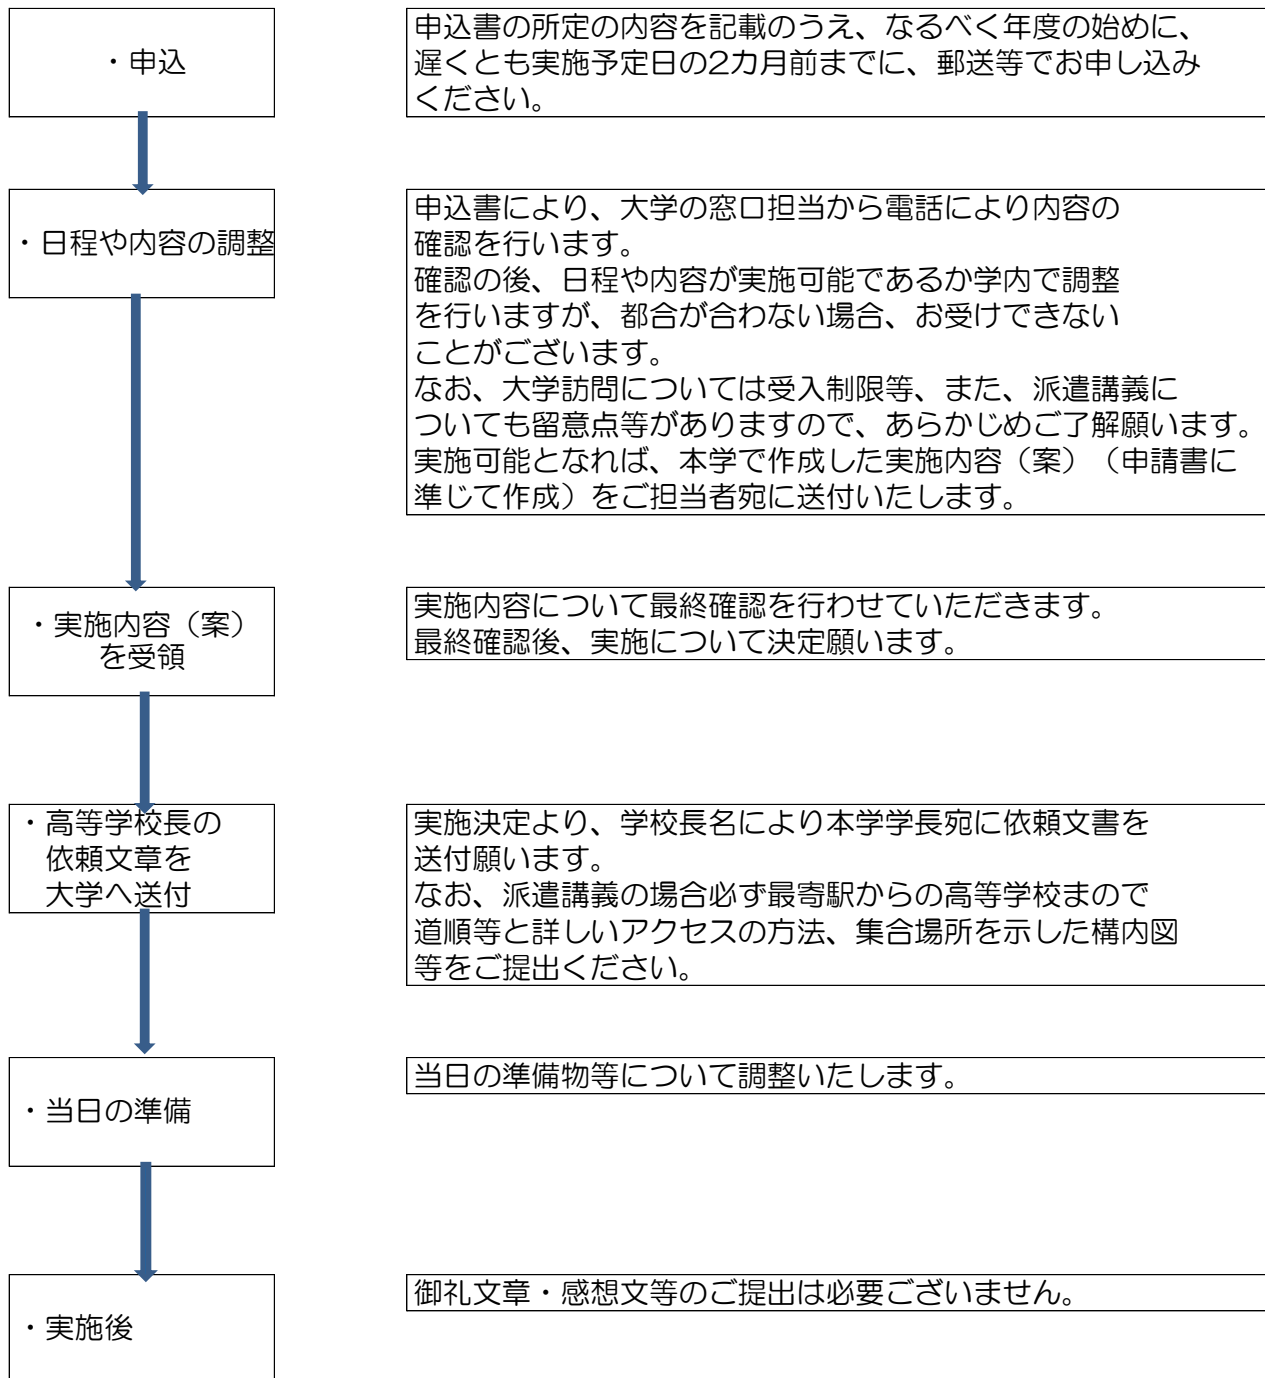 ・申込
申込書の所定の内容を記載のうえ、なるべく年度の始めに、
遅くとも実施予定日の2カ月前までに、郵送等でお申し込み
ください。
・日程や内容の調整
申込書により、大学の窓口担当から電話により内容の
確認を行います。
確認の後、日程や内容が実施可能であるか学内で調整
を行いますが、都合が合わない場合、お受けできない
ことがございます。
なお、大学訪問については受入制限等、また、派遣講義に
ついても留意点等がありますので、あらかじめご了解願います。
実施可能となれば、本学で作成した実施内容（案）（申請書に
準じて作成）をご担当者宛に送付いたします。
・実施内容（案）
を受領
実施内容について最終確認を行わせていただきます。
最終確認後、実施について決定願います。
・高等学校長の
依頼文章を
大学へ送付
実施決定より、学校長名により本学学長宛に依頼文書を
送付願います。
なお、派遣講義の場合必ず最寄駅からの高等学校まので
道順等と詳しいアクセスの方法、集合場所を示した構内図
等をご提出ください。
・当日の準備
当日の準備物等について調整いたします。
・実施後
御礼文章・感想文等のご提出は必要ございません。